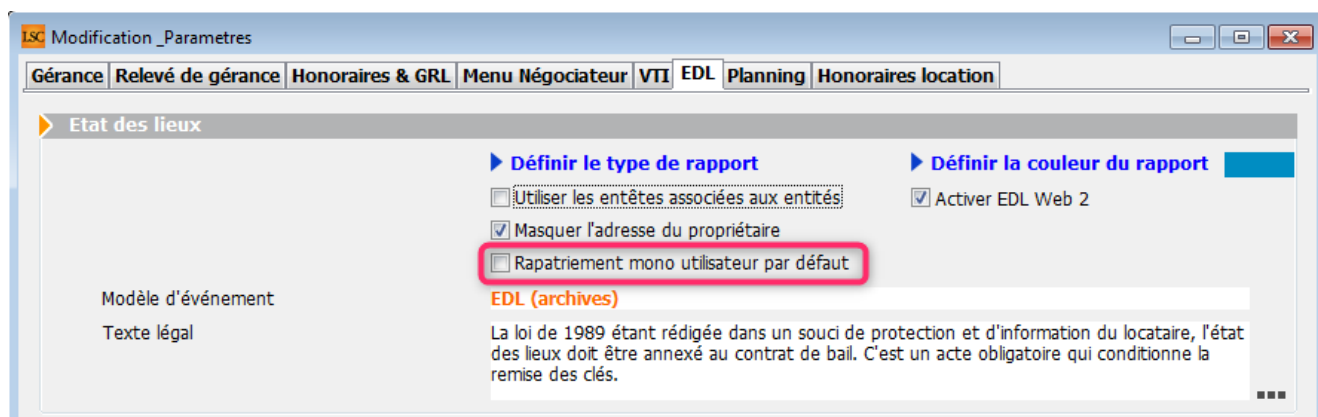 LSC Modification _Parametres
Gérance Relevé de gérance Honoraires & GRL Menu Négociateur VTI EDL Planning Honoraires location
Etat des lieux
Définir le type de rapport Définir la couleur du rapport
Utiliser les entêtes associées aux entités Activer EDL Web 2
Masquer l'adresse du propriétaire
Rapatriement mono utilisateur par défaut
Modèle d'événement EDL (archives)
Texte légal La loi de 1989 étant rédigée dans un souci de protection et d'information du locataire, l'état
des lieux doit être annexé au contrat de bail. C'est un acte obligatoire qui conditionne la
remise des clés.